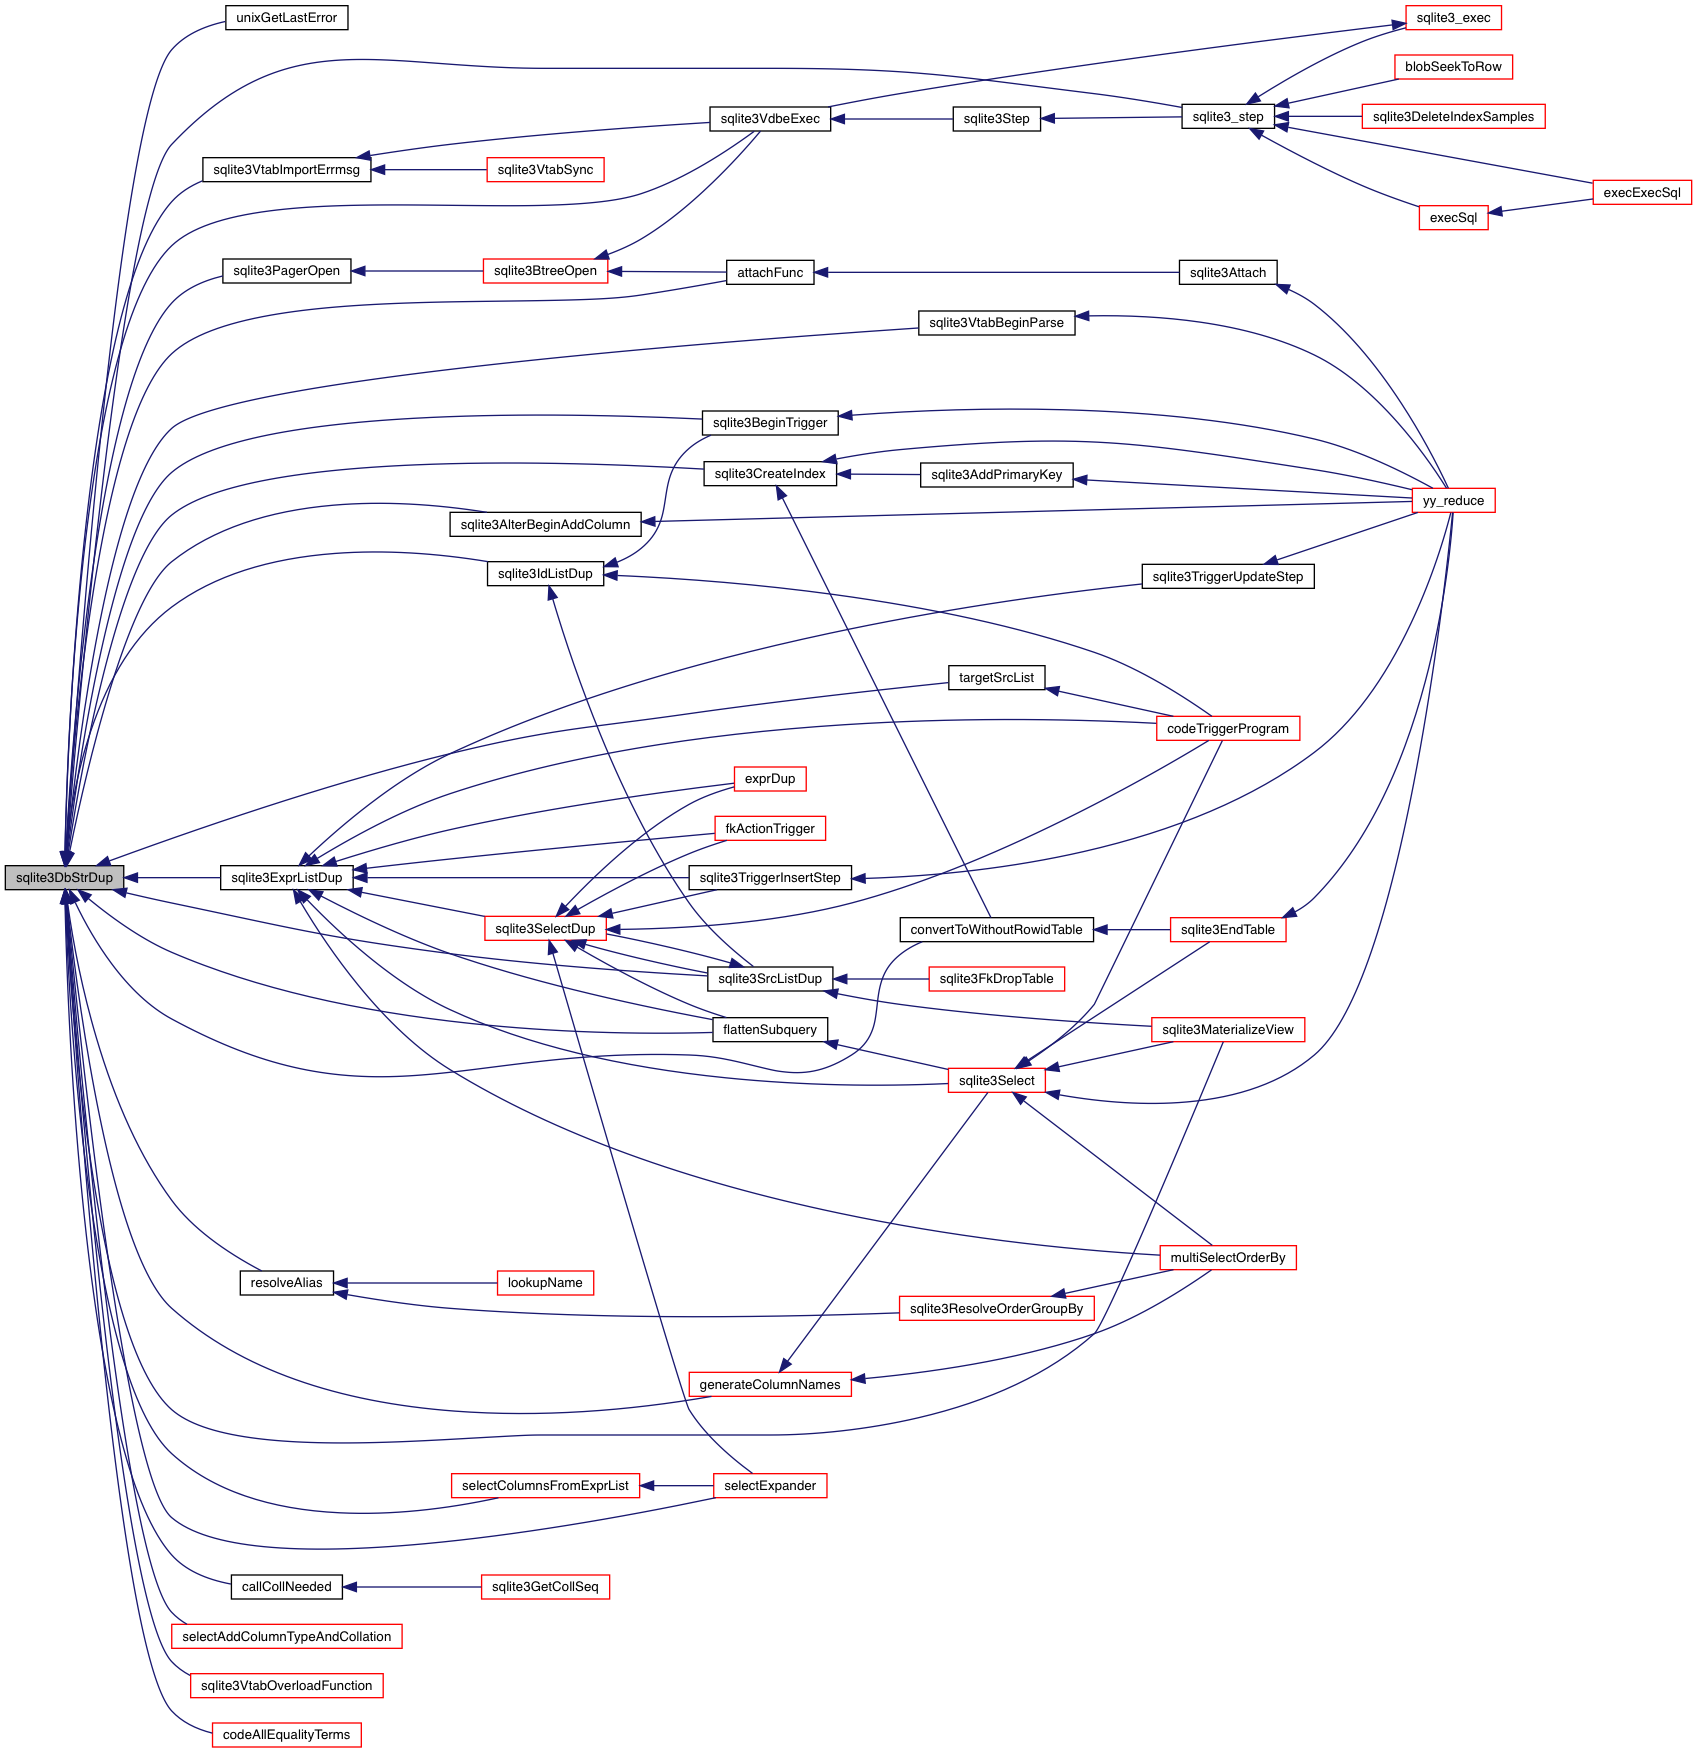 unixGetLastError
sqlite3_exec
blobSeekToRow
sqlite3VdbeExec
sqlite3Step
sqlite3_step
sqlite3DeleteIndexSamples
sqlite3VtabImportErrmsg
sqlite3VtabSync
execExecSql
execSql
sqlite3PagerOpen
sqlite3BtreeOpen
attachFunc
sqlite3Attach
sqlite3VtabBeginParse
sqlite3BeginTrigger
sqlite3CreateIndex
sqlite3AddPrimaryKey
yy_reduce
sqlite3AlterBeginAddColumn
sqlite3IdListDup
sqlite3TriggerUpdateStep
targetSrcList
codeTriggerProgram
exprDup
fkActionTrigger
sqlite3DbStrDup
sqlite3ExprListDup
sqlite3TriggerInsertStep
sqlite3SelectDup
convertToWithoutRowidTable
sqlite3EndTable
sqlite3SrcListDup
sqlite3FkDropTable
flattenSubquery
sqlite3MaterializeView
sqlite3Select
multiSelectOrderBy
resolveAlias
lookupName
sqlite3ResolveOrderGroupBy
generateColumnNames
selectColumnsFromExprList
selectExpander
callCollNeeded
sqlite3GetCollSeq
selectAddColumnTypeAndCollation
sqlite3VtabOverloadFunction
codeAllEqualityTerms